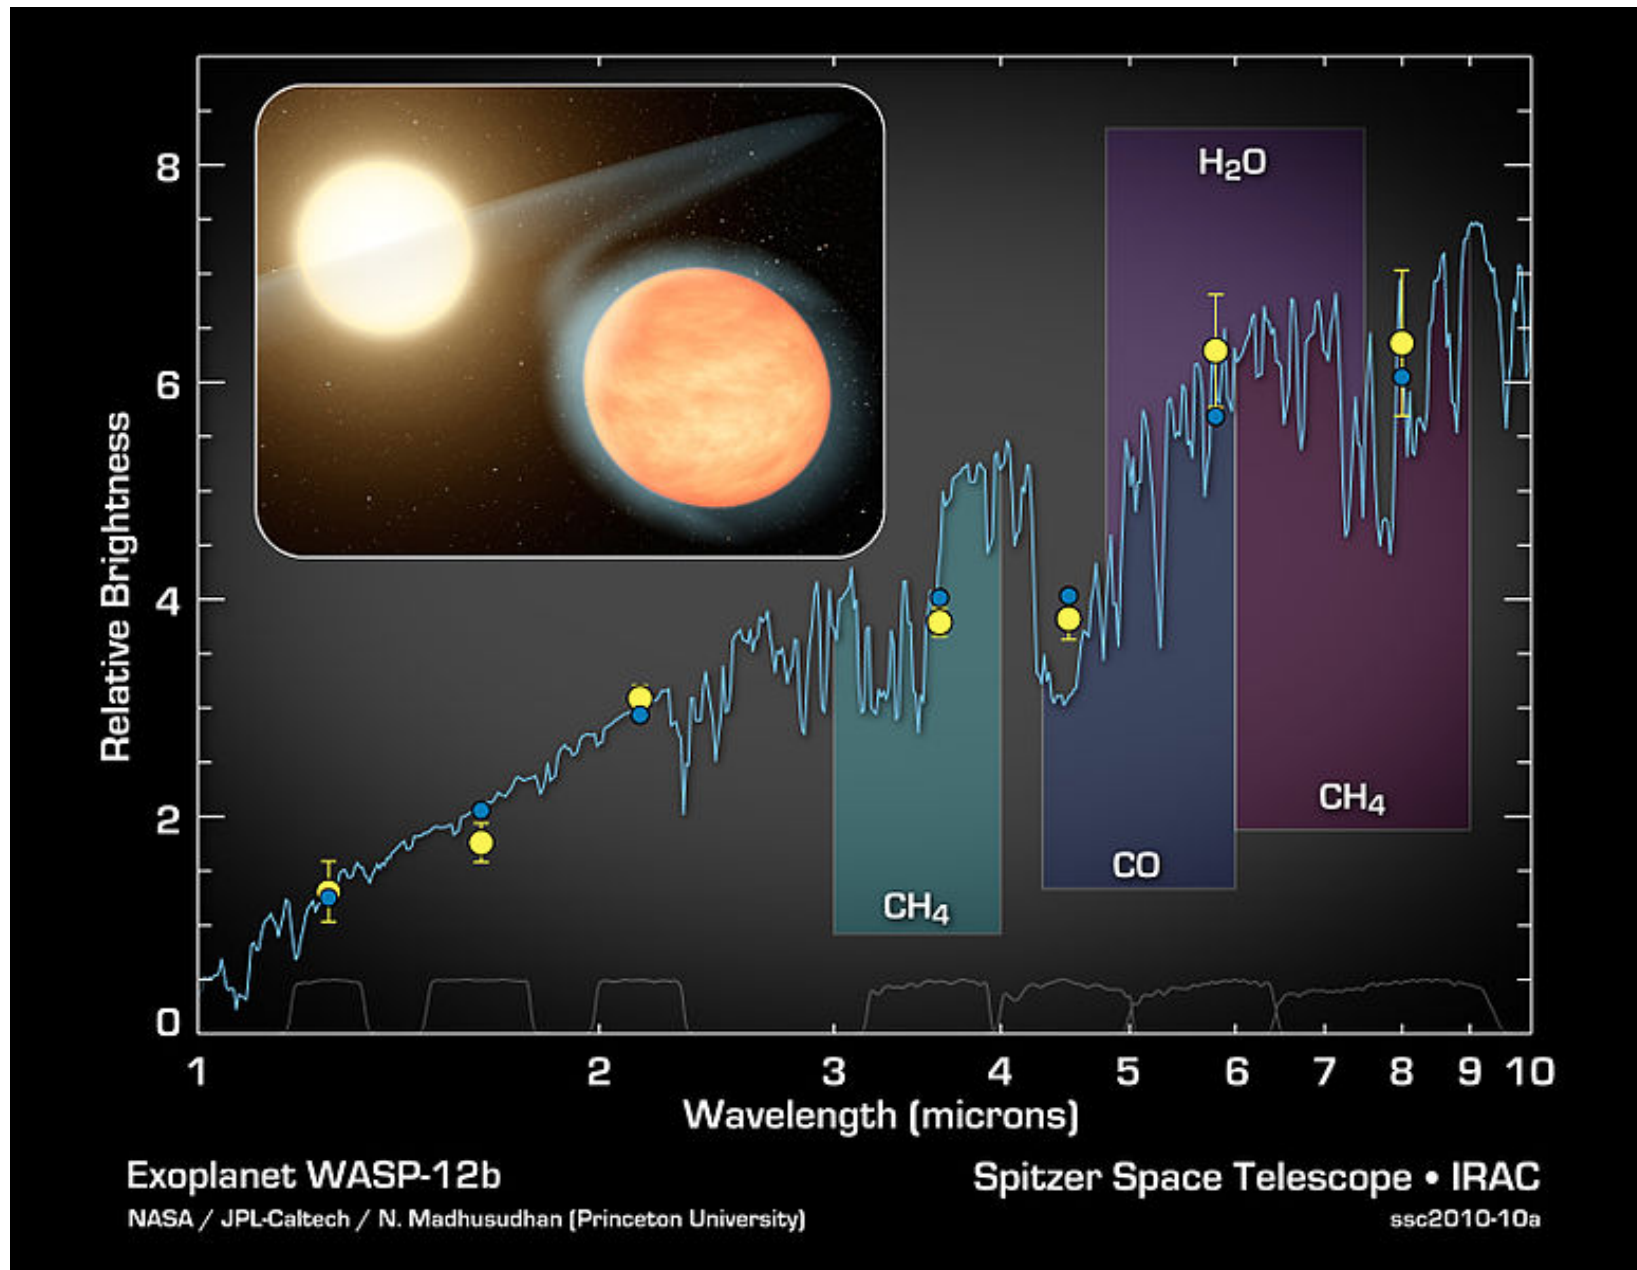 8
6
4
2
0
Relative Brightness
H₂O
CH₄
CO
CH₄
1 2 3 4 5 6 7 8 9 10
Wavelength (microns)
Exoplanet WASP-12b
NASA / JPL-Caltech / N. Madhusudhan (Princeton University)
Spitzer Space Telescope • IRAC
ssc2010-10a